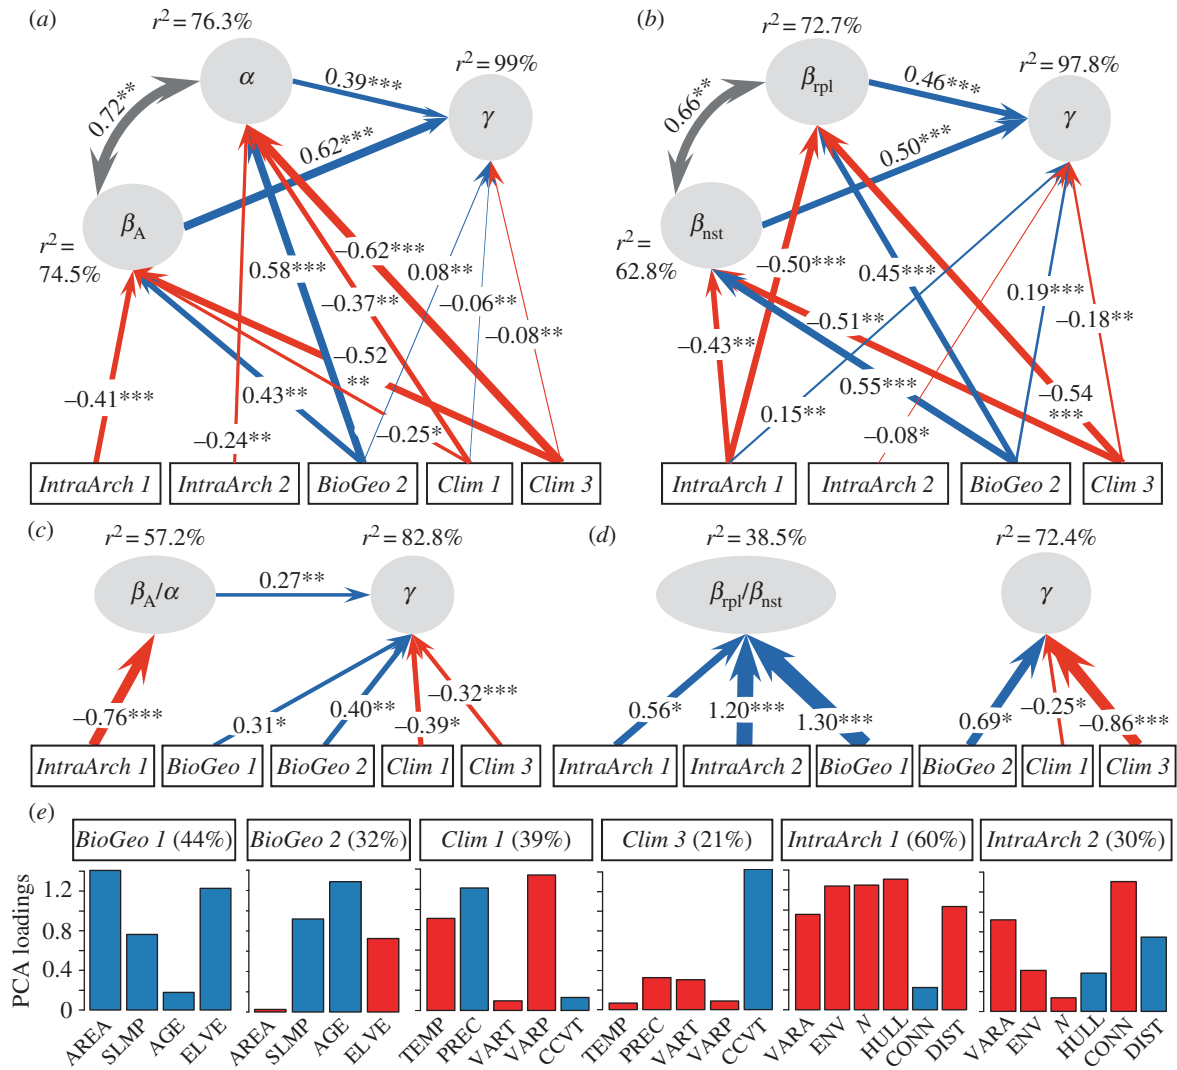 (a)
r² = 76.3%
α
0.39***
r² = 99%
γ
0.72**
0.62***
β_A
r² =
74.5%
–0.62***
0.58***
0.08**
–0.37**
–0.06**
–0.08**
–0.52
**
–0.41***
0.43**
–0.24**
–0.25*
IntraArch 1
IntraArch 2
BioGeo 2
Clim 1
Clim 3
(b)
r² = 72.7%
β_rpl
0.46***
r² = 97.8%
γ
0.66**
0.50***
β_nst
r² =
62.8%
–0.50***
0.45***
0.19***
–0.51**
–0.18**
–0.43**
0.55***
–0.54
***
0.15**
–0.08*
IntraArch 1
IntraArch 2
BioGeo 2
Clim 3
(c)
r² = 57.2%
r² = 82.8%
β_A/α
0.27**
γ
–0.76***
0.31*
0.40**
–0.39*
–0.32***
IntraArch 1
BioGeo 1
BioGeo 2
Clim 1
Clim 3
(d)
r² = 38.5%
r² = 72.4%
β_rpl/β_nst
γ
0.56*
1.20***
1.30***
0.69*
–0.25*
–0.86***
IntraArch 1
IntraArch 2
BioGeo 1
BioGeo 2
Clim 1
Clim 3
(e)
BioGeo 1 (44%)
BioGeo 2 (32%)
Clim 1 (39%)
Clim 3 (21%)
IntraArch 1 (60%)
IntraArch 2 (30%)
PCA loadings
1.2
0.8
0.4
0
AREA
SLMP
AGE
ELVE
AREA
SLMP
AGE
ELVE
TEMP
PREC
VART
VARP
CCVT
TEMP
PREC
VART
VARP
CCVT
VARA
ENV
N
HULL
CONN
DIST
VARA
ENV
N
HULL
CONN
DIST